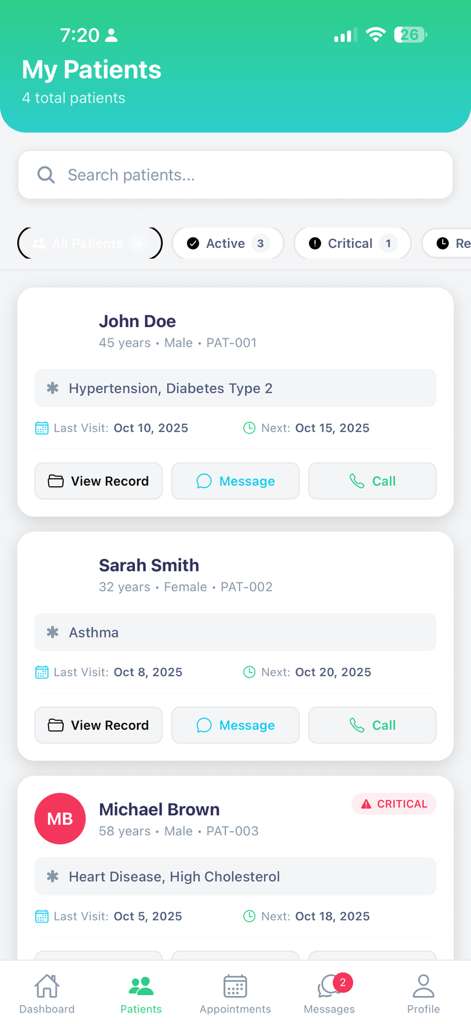 7:20
26
My Patients
4 total patients
Search patients...
All Patients
Active 3
Critical 1
Re
John Doe
45 years • Male • PAT-001
Hypertension, Diabetes Type 2
Last Visit: Oct 10, 2025 Next: Oct 15, 2025
View Record Message Call
Sarah Smith
32 years • Female • PAT-002
Asthma
Last Visit: Oct 8, 2025 Next: Oct 20, 2025
View Record Message Call
MB
Michael Brown
CRITICAL
58 years • Male • PAT-003
Heart Disease, High Cholesterol
Last Visit: Oct 5, 2025 Next: Oct 18, 2025
2
Dashboard Patients Appointments Messages Profile